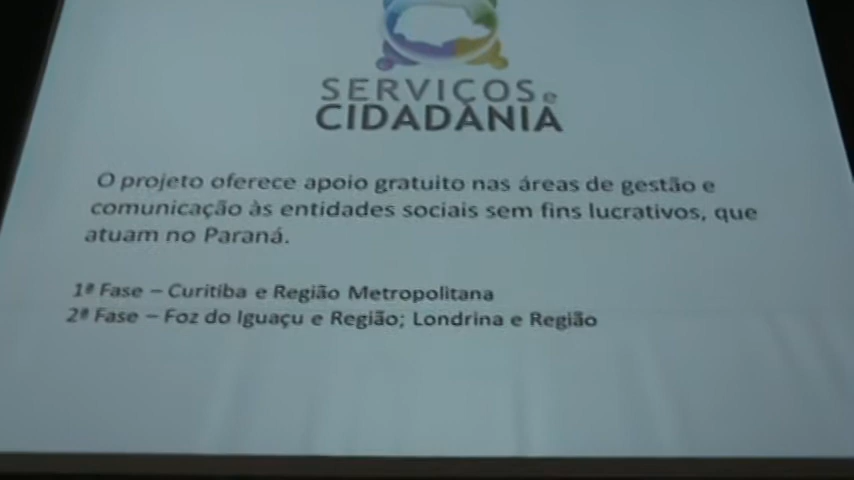 SERVIÇOS e
CIDADANIA
O projeto oferece apoio gratuito nas áreas de gestão e
comunicação às entidades sociais sem fins lucrativos, que
atuam no Paraná.
1ª Fase – Curitiba e Região Metropolitana
2ª Fase – Foz do Iguaçu e Região; Londrina e Região